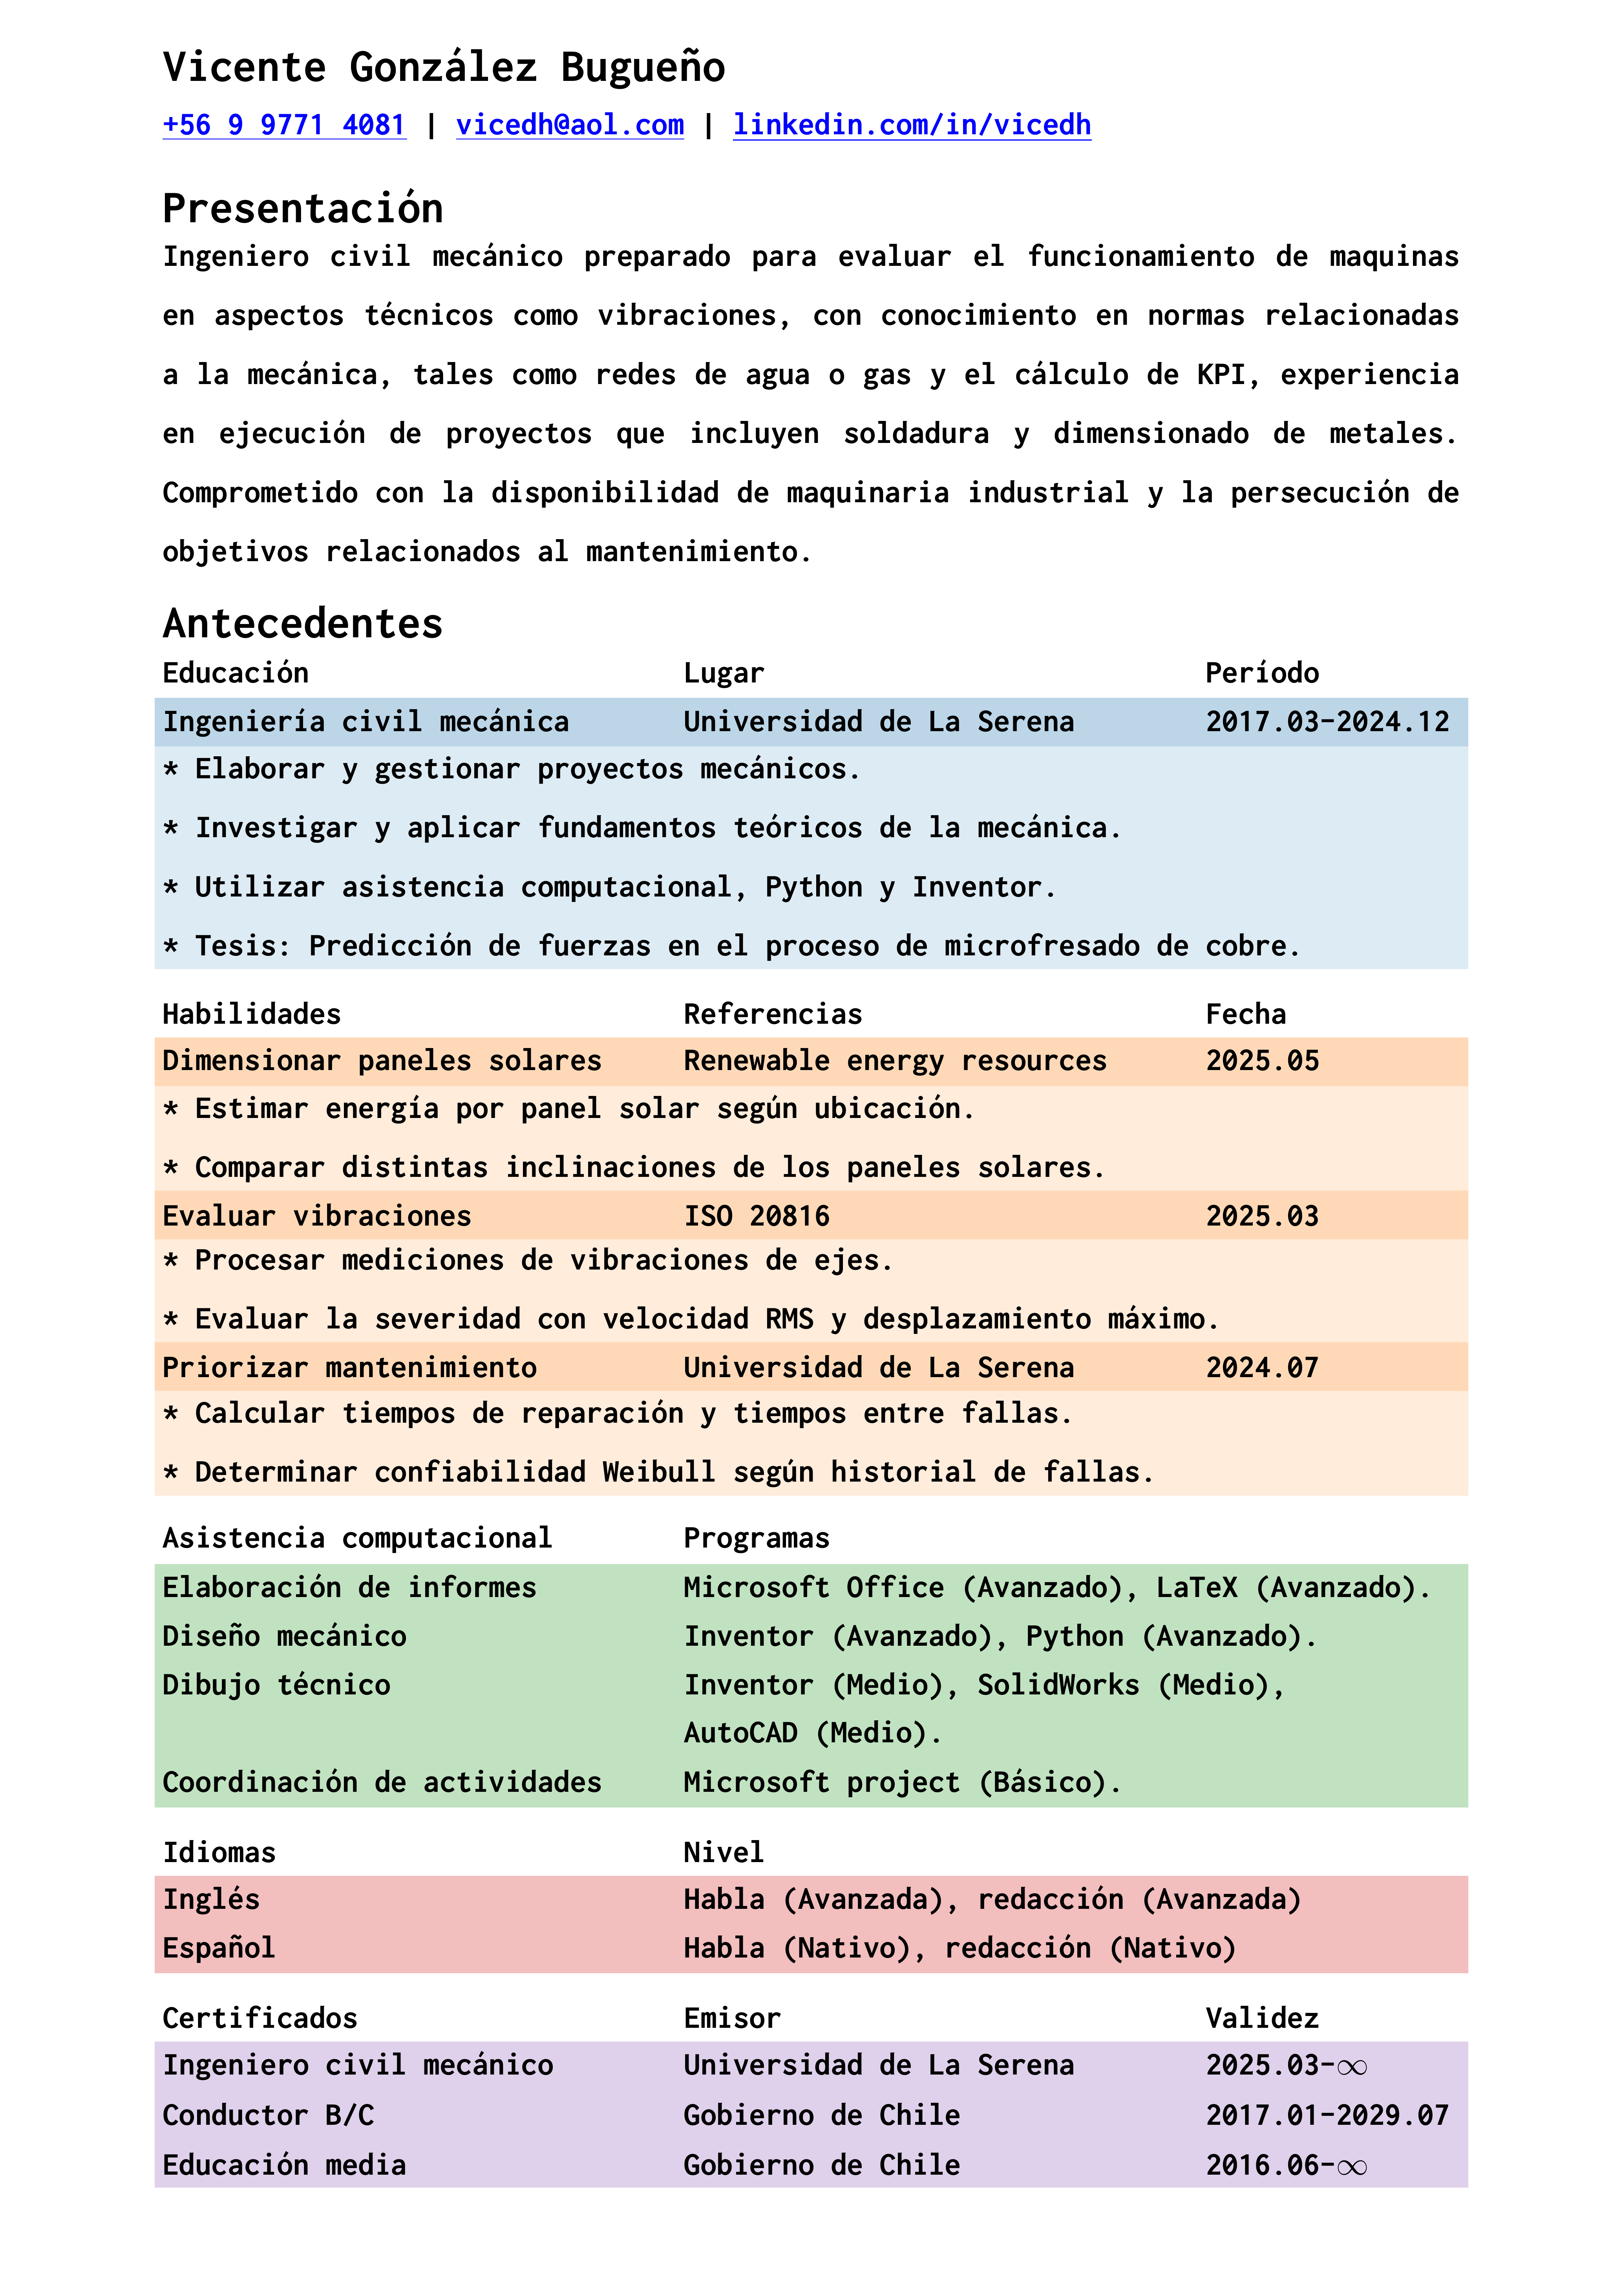 Vicente González Bugueño
+56 9 9771 4081 | vicedh@aol.com | linkedin.com/in/vicedh
Presentación
Ingeniero civil mecánico preparado para evaluar el funcionamiento de maquinas
en aspectos técnicos como vibraciones, con conocimiento en normas relacionadas
a la mecánica, tales como redes de agua o gas y el cálculo de KPI, experiencia
en ejecución de proyectos que incluyen soldadura y dimensionado de metales.
Comprometido con la disponibilidad de maquinaria industrial y la persecución de
objetivos relacionados al mantenimiento.
Antecedentes
Educación Lugar Período
Ingeniería civil mecánica Universidad de La Serena 2017.03-2024.12
* Elaborar y gestionar proyectos mecánicos.
* Investigar y aplicar fundamentos teóricos de la mecánica.
* Utilizar asistencia computacional, Python y Inventor.
* Tesis: Predicción de fuerzas en el proceso de microfresado de cobre.
Habilidades Referencias Fecha
Dimensionar paneles solares Renewable energy resources 2025.05
* Estimar energía por panel solar según ubicación.
* Comparar distintas inclinaciones de los paneles solares.
Evaluar vibraciones ISO 20816 2025.03
* Procesar mediciones de vibraciones de ejes.
* Evaluar la severidad con velocidad RMS y desplazamiento máximo.
Priorizar mantenimiento Universidad de La Serena 2024.07
* Calcular tiempos de reparación y tiempos entre fallas.
* Determinar confiabilidad Weibull según historial de fallas.
Asistencia computacional Programas
Elaboración de informes Microsoft Office (Avanzado), LaTeX (Avanzado).
Diseño mecánico Inventor (Avanzado), Python (Avanzado).
Dibujo técnico Inventor (Medio), SolidWorks (Medio),
AutoCAD (Medio).
Coordinación de actividades Microsoft project (Básico).
Idiomas Nivel
Inglés Habla (Avanzada), redacción (Avanzada)
Español Habla (Nativo), redacción (Nativo)
Certificados Emisor Validez
Ingeniero civil mecánico Universidad de La Serena 2025.03-∞
Conductor B/C Gobierno de Chile 2017.01-2029.07
Educación media Gobierno de Chile 2016.06-∞